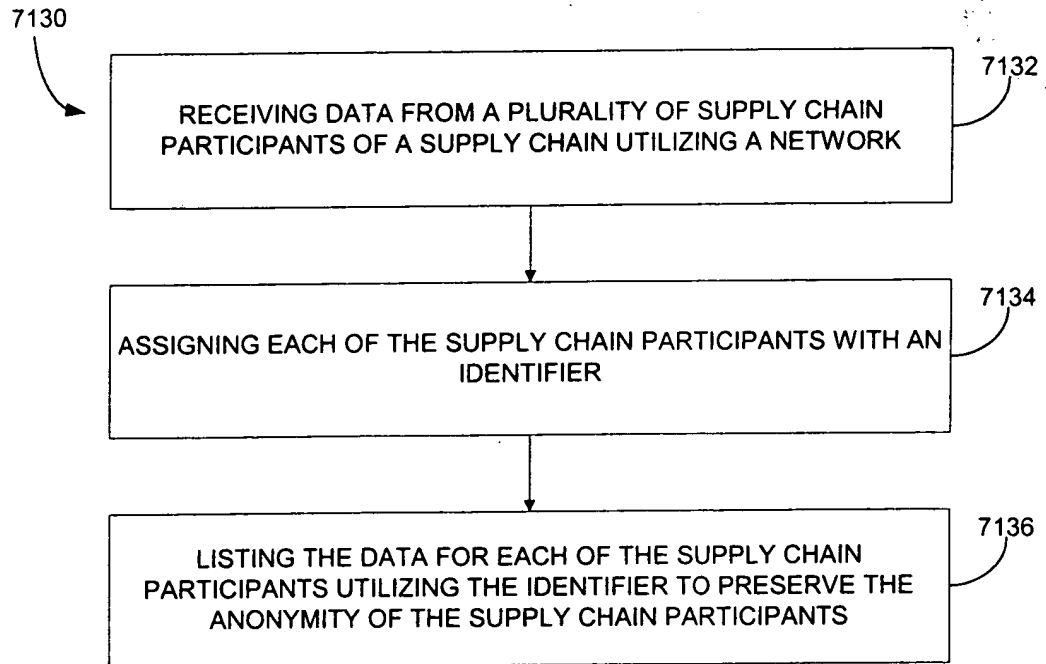 7130
7132
RECEIVING DATA FROM A PLURALITY OF SUPPLY CHAIN
PARTICIPANTS OF A SUPPLY CHAIN UTILIZING A NETWORK
7134
ASSIGNING EACH OF THE SUPPLY CHAIN PARTICIPANTS WITH AN
IDENTIFIER
7136
LISTING THE DATA FOR EACH OF THE SUPPLY CHAIN
PARTICIPANTS UTILIZING THE IDENTIFIER TO PRESERVE THE
ANONYMITY OF THE SUPPLY CHAIN PARTICIPANTS